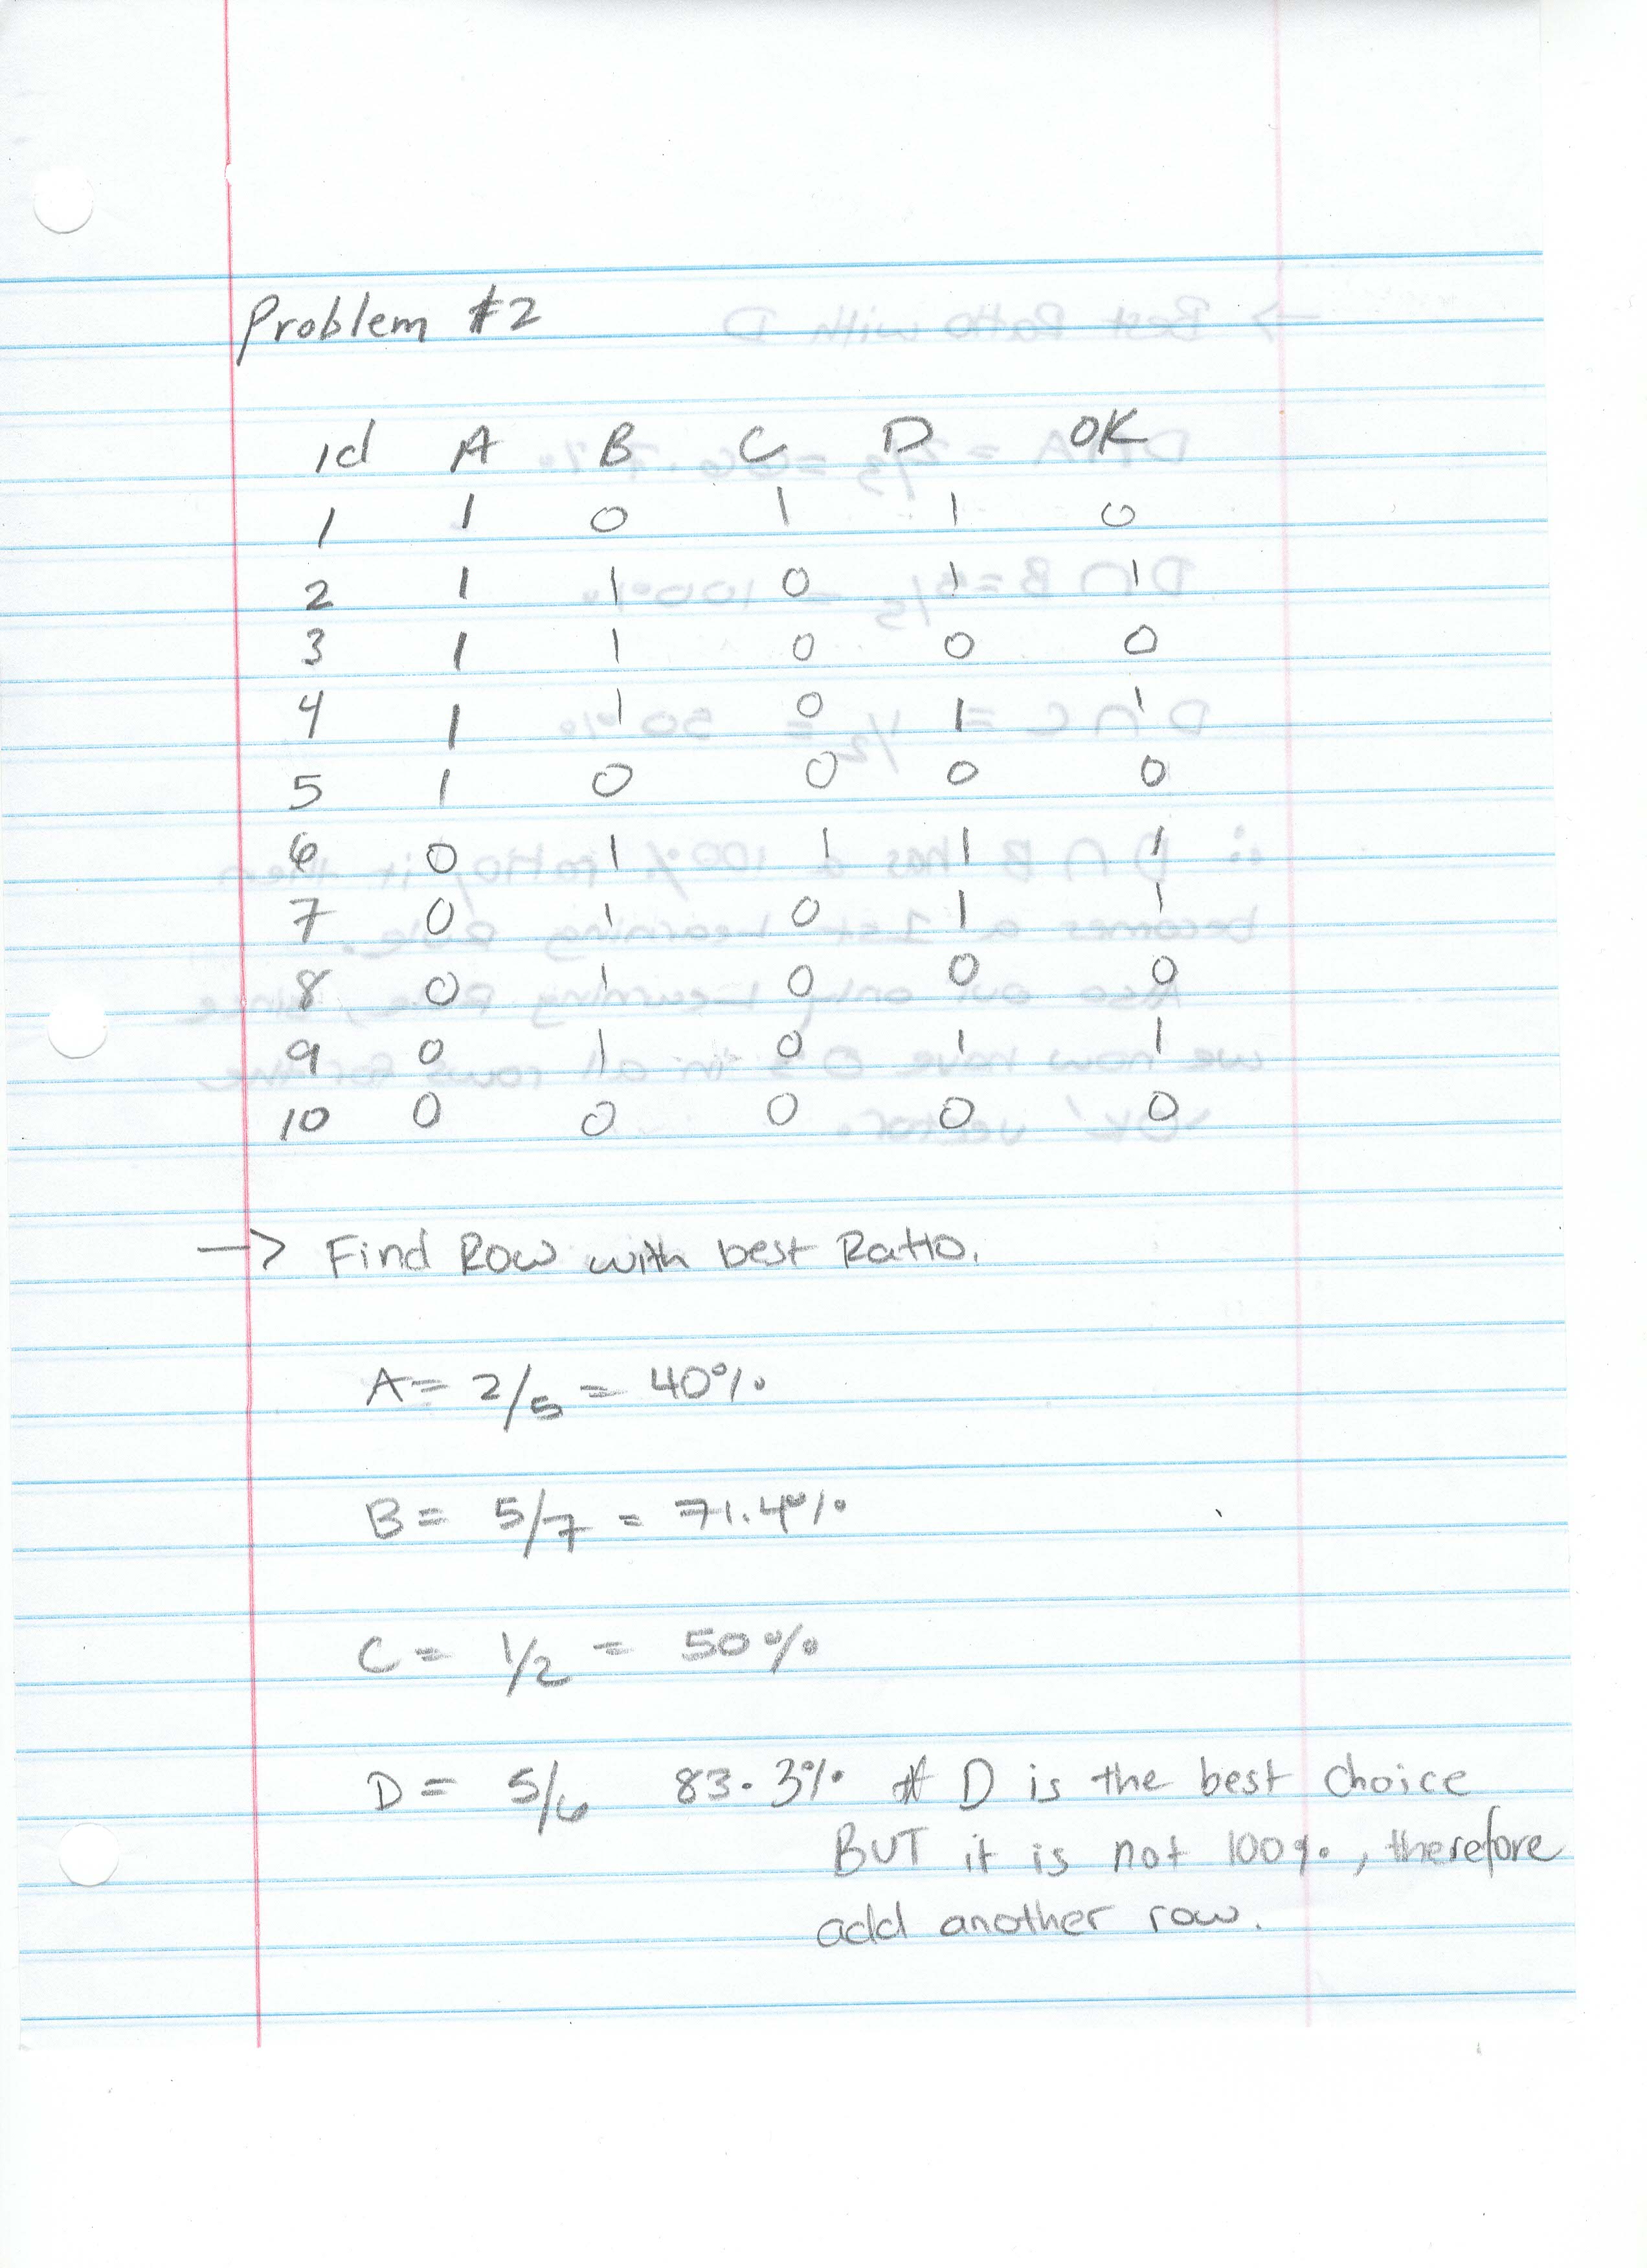 Problem #2
id A B C D OK
1 1 0 1 1 0
2 1 1 0 1 1
3 1 1 0 0 0
4 1 1 0 1 1
5 1 0 0 0 0
6 0 1 1 1 1
7 0 1 0 1 1
8 0 1 0 0 0
9 0 1 0 1 1
10 0 0 0 0 0
→ Find Row with best Ratio.
A = 2/5 = 40%
B = 5/7 = 71.4%
C = 1/2 = 50%
D = 5/6 83.3% * D is the best choice
BUT it is not 100%, therefore
add another row.